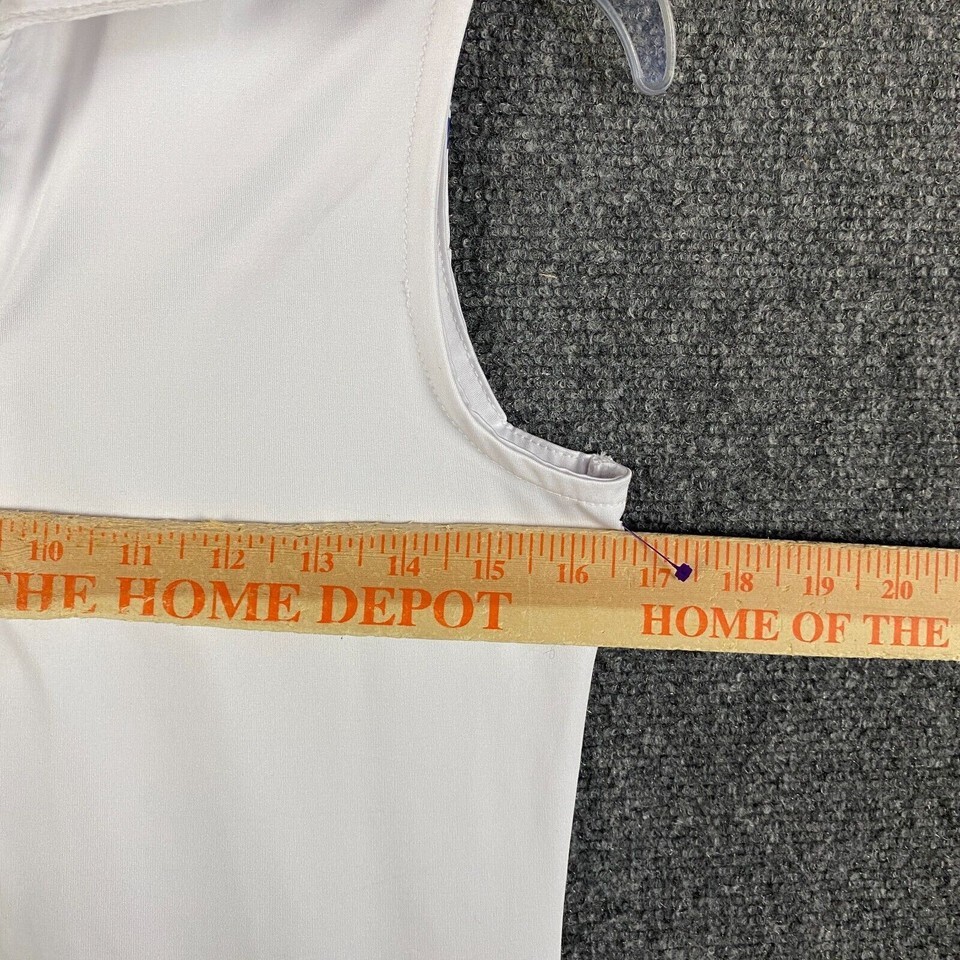 10 11 12 13 14 15 16 17 18 19 20
THE HOME DEPOT HOME OF THE